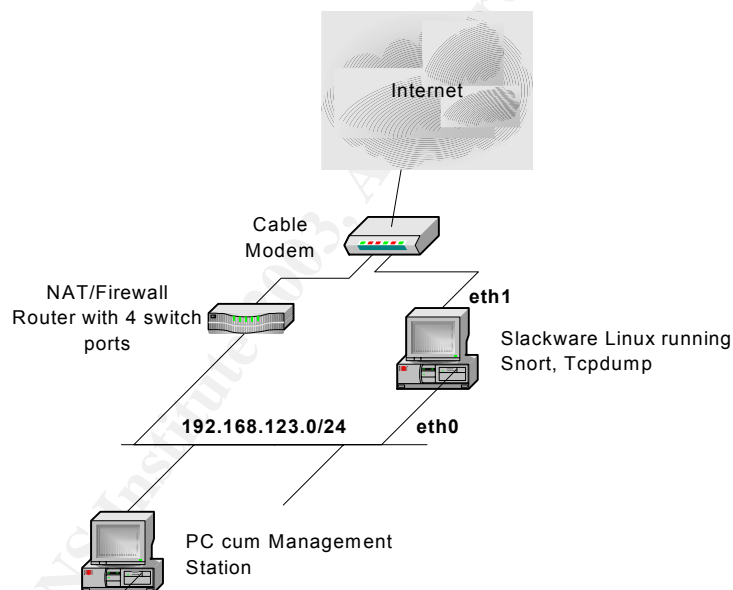 Internet
Cable
Modem
NAT/Firewall
Router with 4 switch
ports
eth1
Slackware Linux running
Snort, Tcpdump
192.168.123.0/24
eth0
PC cum Management
Station